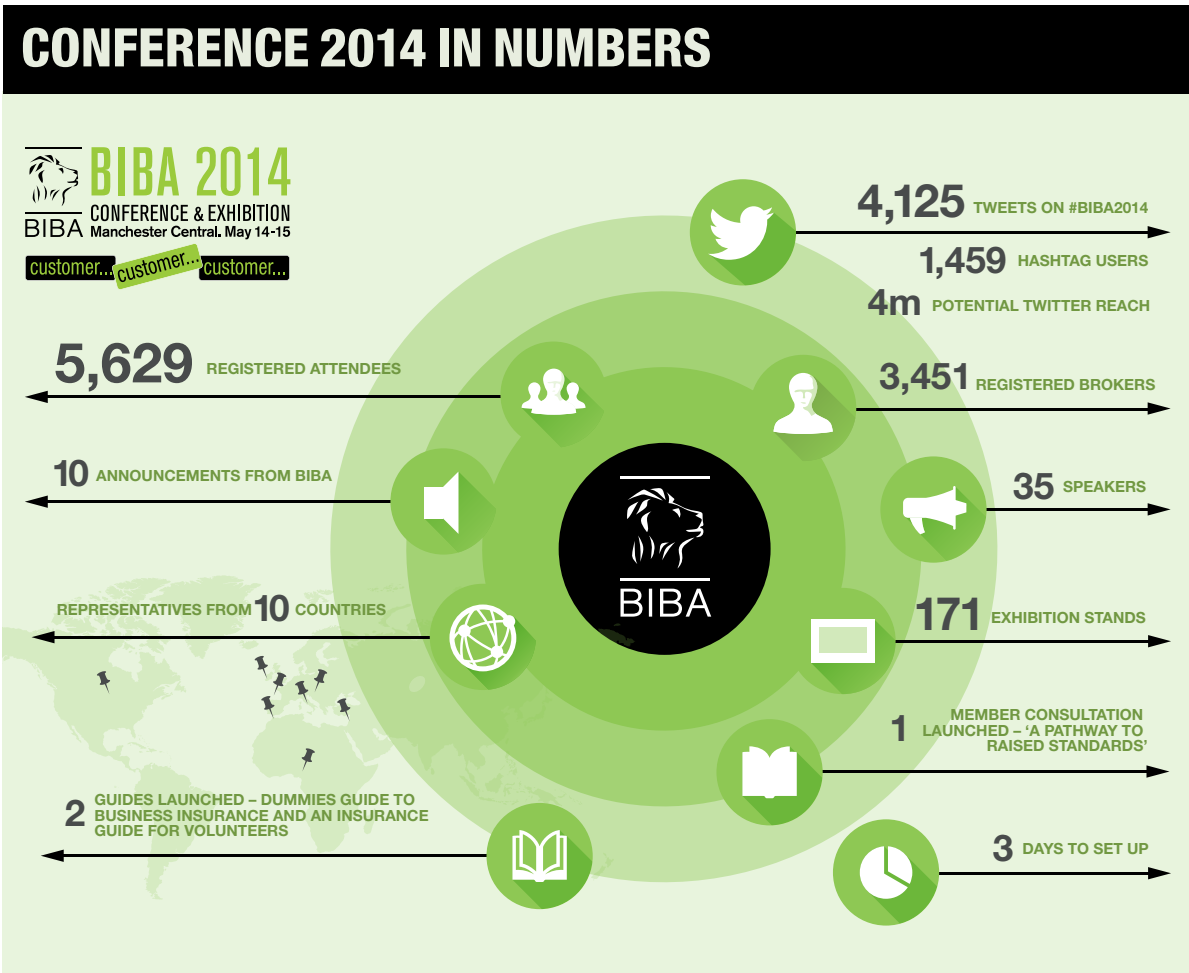 CONFERENCE 2014 IN NUMBERS
BIBA
BIBA 2014
CONFERENCE & EXHIBITION
Manchester Central. May 14-15
customer... customer... customer...
4,125 TWEETS ON #BIBA2014
1,459 HASHTAG USERS
4m POTENTIAL TWITTER REACH
5,629 REGISTERED ATTENDEES
3,451 REGISTERED BROKERS
10 ANNOUNCEMENTS FROM BIBA
35 SPEAKERS
BIBA
REPRESENTATIVES FROM 10 COUNTRIES
171 EXHIBITION STANDS
1 MEMBER CONSULTATION
LAUNCHED – ‘A PATHWAY TO
RAISED STANDARDS’
2 GUIDES LAUNCHED – DUMMIES GUIDE TO
BUSINESS INSURANCE AND AN INSURANCE
GUIDE FOR VOLUNTEERS
3 DAYS TO SET UP